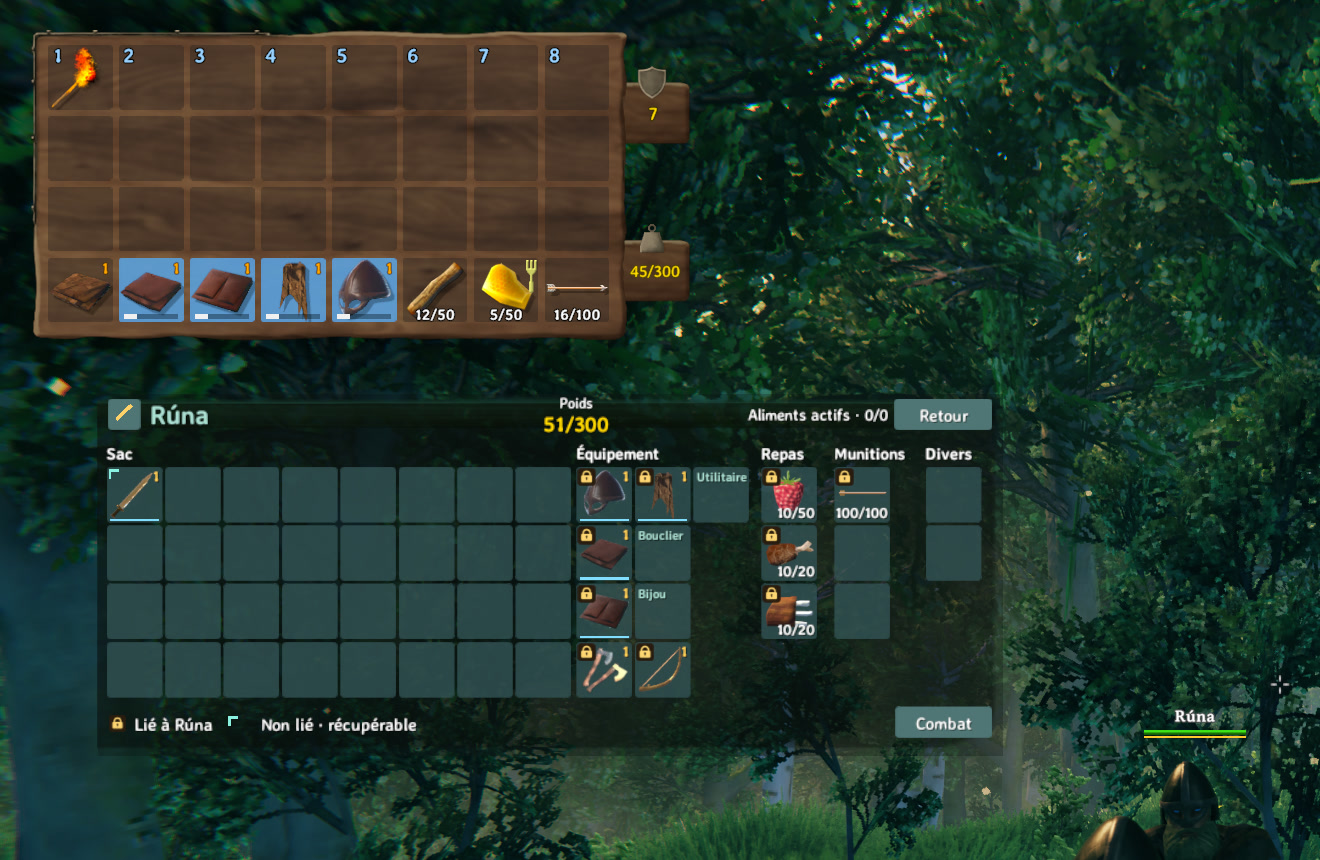 1 2 3 4 5 6 7 8
7
45/300
1 1 1 1 1
12/50 5/50 16/100
Rúna
Poids
51/300
Aliments actifs · 0/0
Retour
Sac
Équipement
Repas
Munitions
Divers
1
1 1 Utilitaire
10/50
100/100
1 Bouclier
10/20
1 Bijou
10/20
1 1
Lié à Rúna
Non lié · récupérable
Combat
Rúna